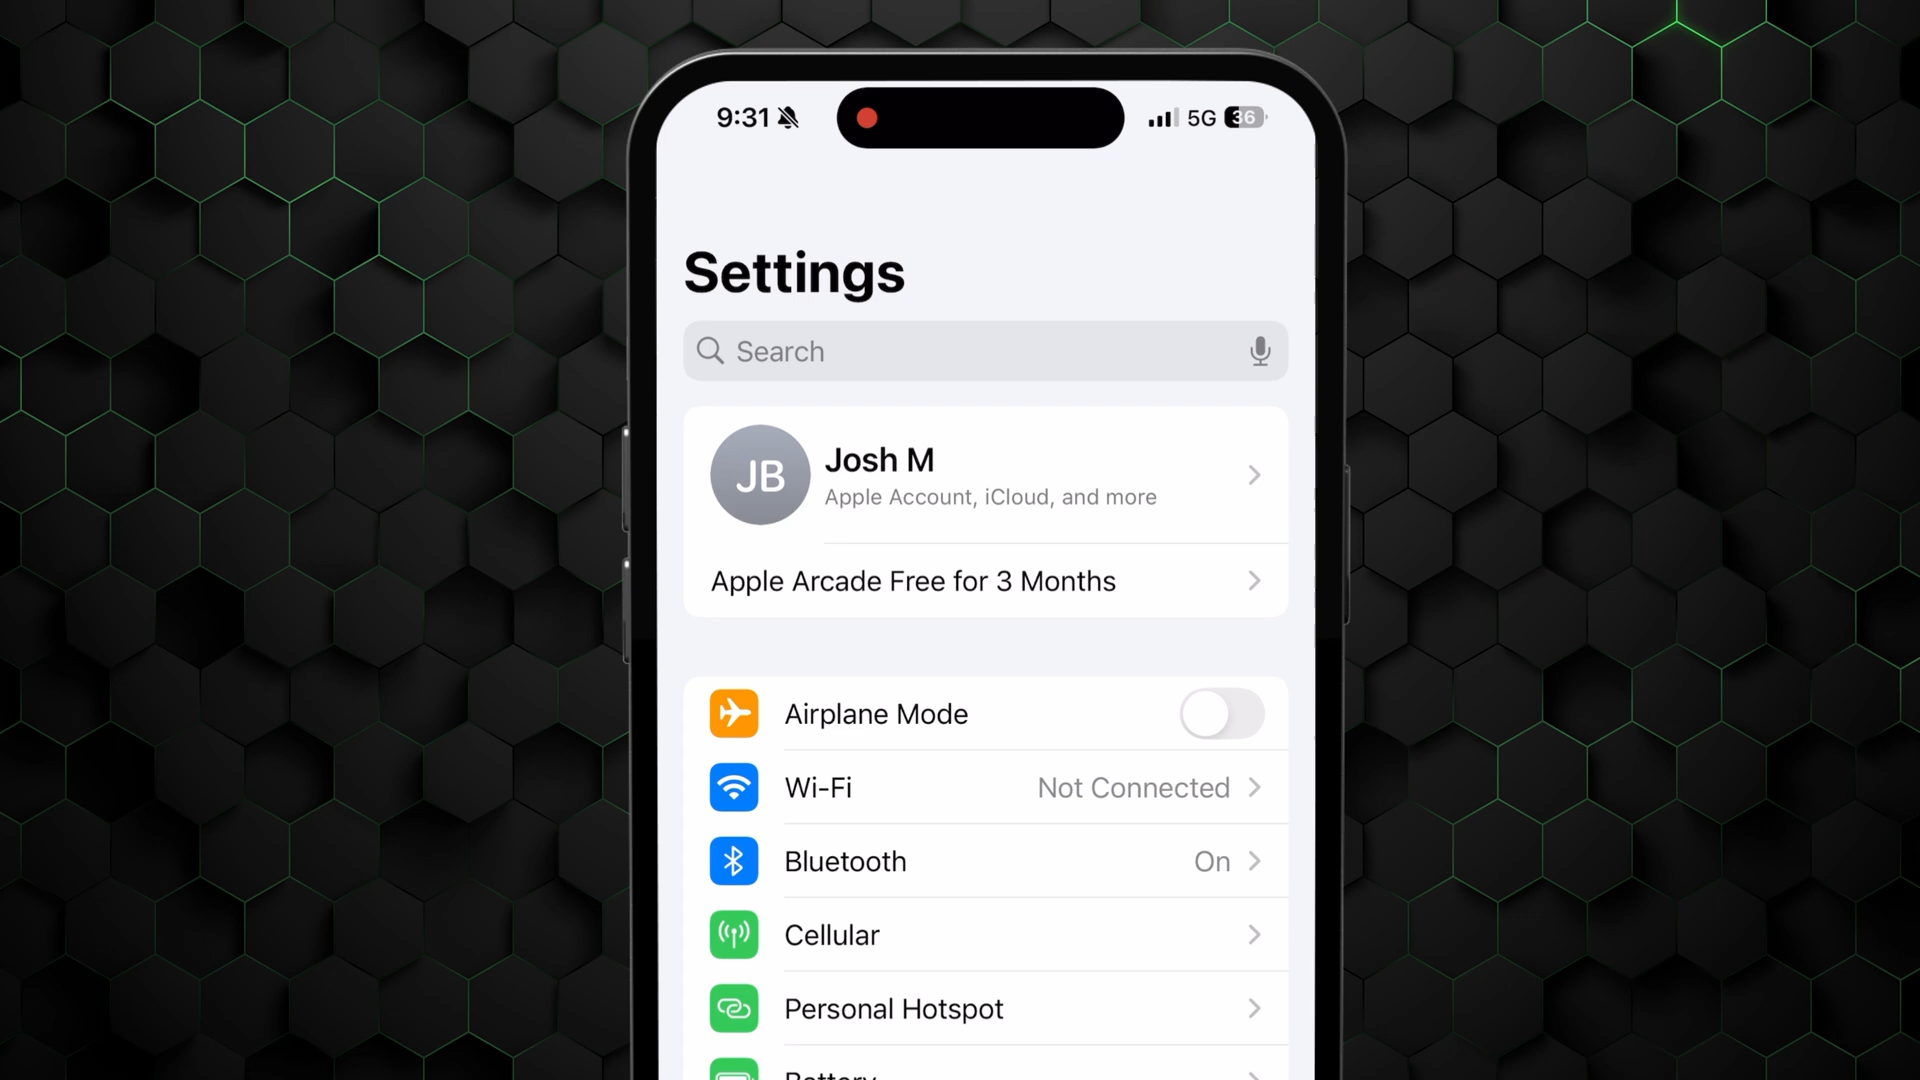 9:31 5G 36
Settings
Search
JB Josh M
Apple Account, iCloud, and more
Apple Arcade Free for 3 Months
Airplane Mode
Wi-Fi Not Connected
Bluetooth On
Cellular
Personal Hotspot
Battery